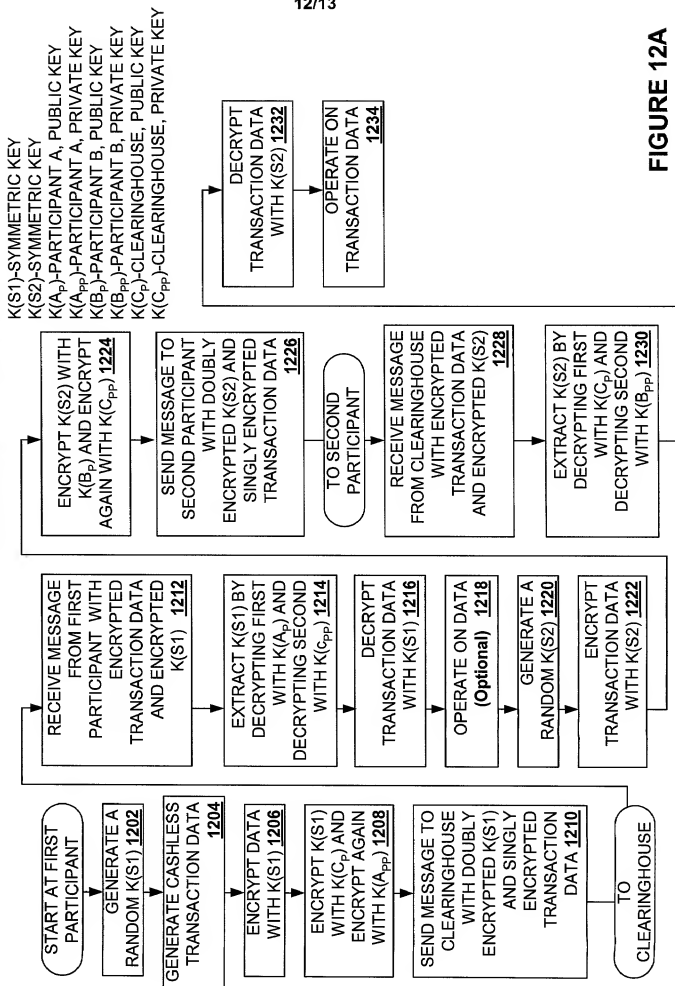 12/13
K(S1)-SYMMETRIC KEY
K(S2)-SYMMETRIC KEY
K(Ap)-PARTICIPANT A, PUBLIC KEY
K(App)-PARTICIPANT A, PRIVATE KEY
K(Bp)-PARTICIPANT B, PUBLIC KEY
K(Bpp)-PARTICIPANT B, PRIVATE KEY
K(Cp)-CLEARINGHOUSE, PUBLIC KEY
K(Cpp)-CLEARINGHOUSE, PRIVATE KEY
START AT FIRST
PARTICIPANT
GENERATE A
RANDOM K(S1) 1202
GENERATE CASHLESS
TRANSACTION DATA
1204
ENCRYPT DATA
WITH K(S1) 1206
ENCRYPT K(S1)
WITH K(Cp) AND
ENCRYPT AGAIN
WITH K(App) 1208
SEND MESSAGE TO
CLEARINGHOUSE
WITH DOUBLY
ENCRYPTED K(S1)
AND SINGLY
ENCRYPTED
TRANSACTION
DATA 1210
TO
CLEARINGHOUSE
RECEIVE MESSAGE
FROM FIRST
PARTICIPANT WITH
ENCRYPTED
TRANSACTION DATA
AND ENCRYPTED
K(S1) 1212
EXTRACT K(S1) BY
DECRYPTING FIRST
WITH K(Ap) AND
DECRYPTING SECOND
WITH K(cpp) 1214
DECRYPT
TRANSACTION DATA
WITH K(S1) 1216
OPERATE ON DATA
(Optional) 1218
GENERATE A
RANDOM K(S2) 1220
ENCRYPT
TRANSACTION DATA
WITH K(S2) 1222
ENCRYPT K(S2) WITH
K(Bp) AND ENCRYPT
AGAIN WITH K(Cpp) 1224
SEND MESSAGE TO
SECOND PARTICIPANT
WITH DOUBLY
ENCRYPTED K(S2) AND
SINGLY ENCRYPTED
TRANSACTION DATA
1226
TO SECOND
PARTICIPANT
RECEIVE MESSAGE
FROM CLEARINGHOUSE
WITH ENCRYPTED
TRANSACTION DATA
AND ENCRYPTED K(S2)
1228
EXTRACT K(S2) BY
DECRYPTING FIRST
WITH K(Cp) AND
DECRYPTING SECOND
WITH K(Bpp) 1230
DECRYPT
TRANSACTION DATA
WITH K(S2) 1232
OPERATE ON
TRANSACTION DATA
1234
FIGURE 12A